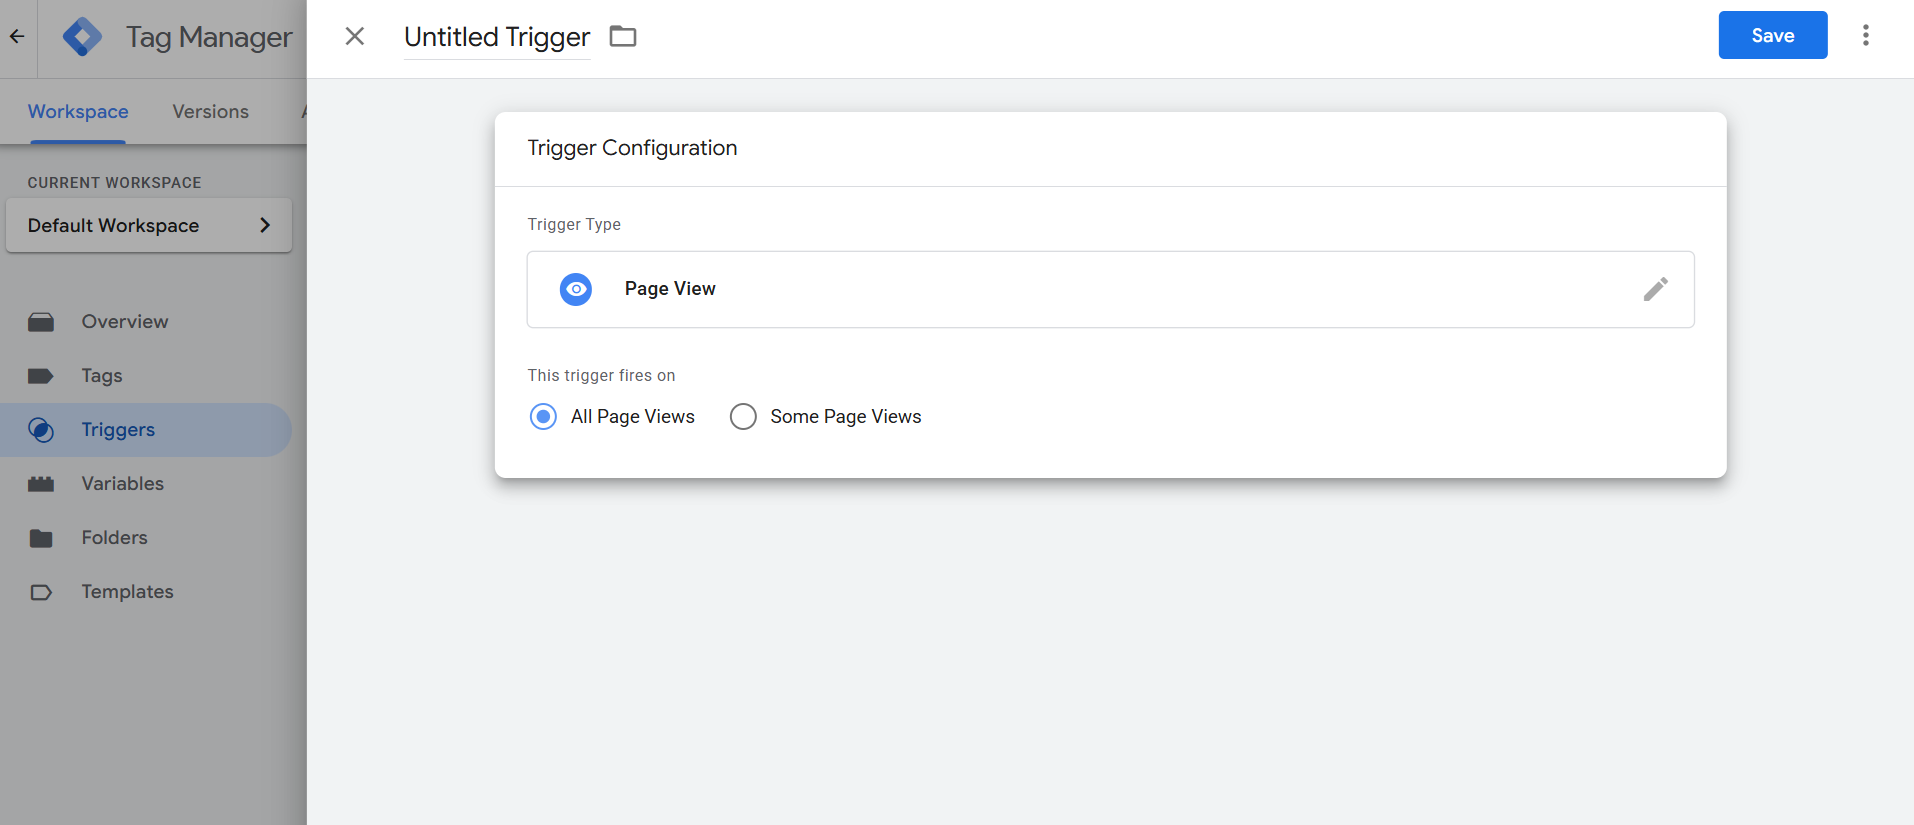 Tag Manager
Untitled Trigger
Save
Workspace
Versions
CURRENT WORKSPACE
Default Workspace
Overview
Tags
Triggers
Variables
Folders
Templates
Trigger Configuration
Trigger Type
Page View
This trigger fires on
All Page Views
Some Page Views